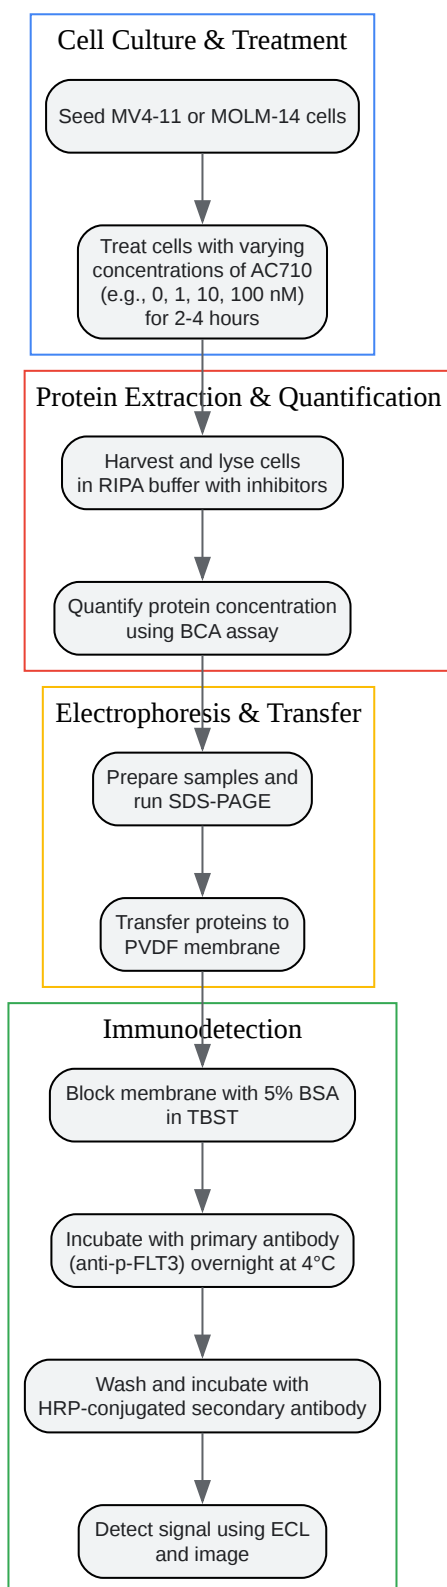 Cell Culture & Treatment
Seed MV4-11 or MOLM-14 cells
Treat cells with varying
concentrations of AC710
(e.g., 0, 1, 10, 100 nM)
for 2-4 hours
Protein Extraction & Quantification
Harvest and lyse cells
in RIPA buffer with inhibitors
Quantify protein concentration
using BCA assay
Electrophoresis & Transfer
Prepare samples and
run SDS-PAGE
Transfer proteins to
PVDF membrane
Immunodetection
Block membrane with 5% BSA
in TBST
Incubate with primary antibody
(anti-p-FLT3) overnight at 4°C
Wash and incubate with
HRP-conjugated secondary antibody
Detect signal using ECL
and image